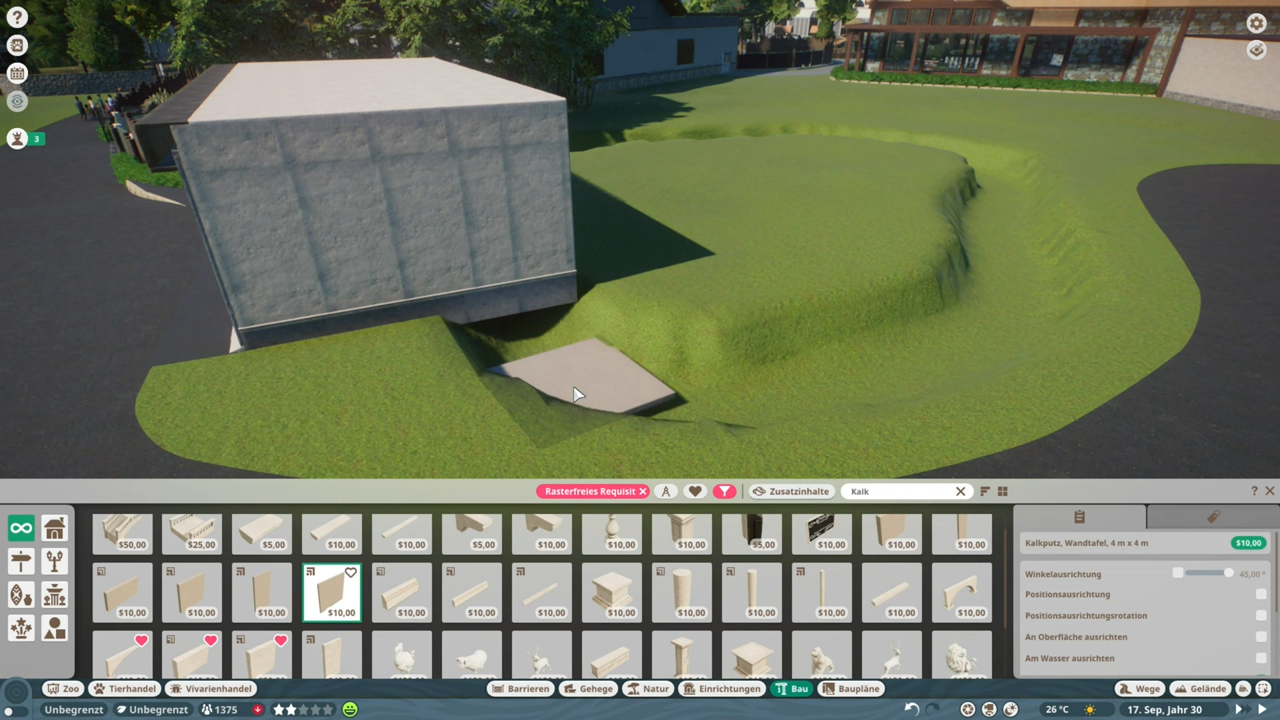 3
Rasterfreies Requisit
Zusatzinhalte
Kalk
?
?
$50,00 $25,00 $5,00 $10,00 $10,00 $5,00 $10,00 $10,00 $10,00 $5,00 $10,00 $10,00 $10,00
$10,00 $10,00 $10,00 $10,00 $10,00 $10,00 $10,00 $10,00 $10,00 $10,00 $10,00 $10,00 $10,00
Kalkputz, Wandtafel, 4 m x 4 m $10,00
Winkelausrichtung 45,00°
Positionsausrichtung
Positionsausrichtungsrotation
An Oberfläche ausrichten
Am Wasser ausrichten
Zoo Tierhandel Vivarienhandel Barrieren Gehege Natur Einrichtungen Bau Baupläne Wege Gelände
Unbegrenzt Unbegrenzt 1375 26 °C 17. Sep, Jahr 30